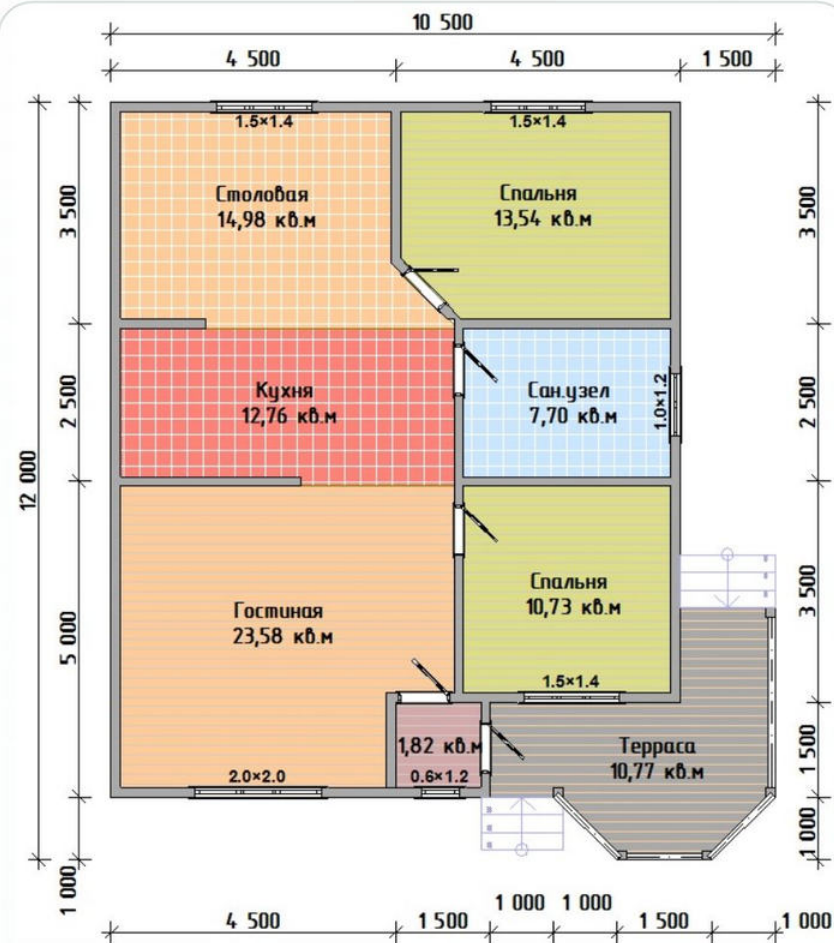 10 500
4 500
4 500
1 500
1.5×1.4
1.5×1.4
3 500
Столовая
14,98 кв.м
Спальня
13,54 кв.м
3 500
2 500
Кухня
12,76 кв.м
Сан.узел
7,70 кв.м
1.0×1.2
2 500
12 000
5 000
Гостиная
23,58 кв.м
Спальня
10,73 кв.м
3 500
1.5×1.4
1,82 кв.м
Терраса
10,77 кв.м
1 500
2.0×2.0
0.6×1.2
1 000
1 000
1 000
1 000
4 500
1 500
1 500
1 000